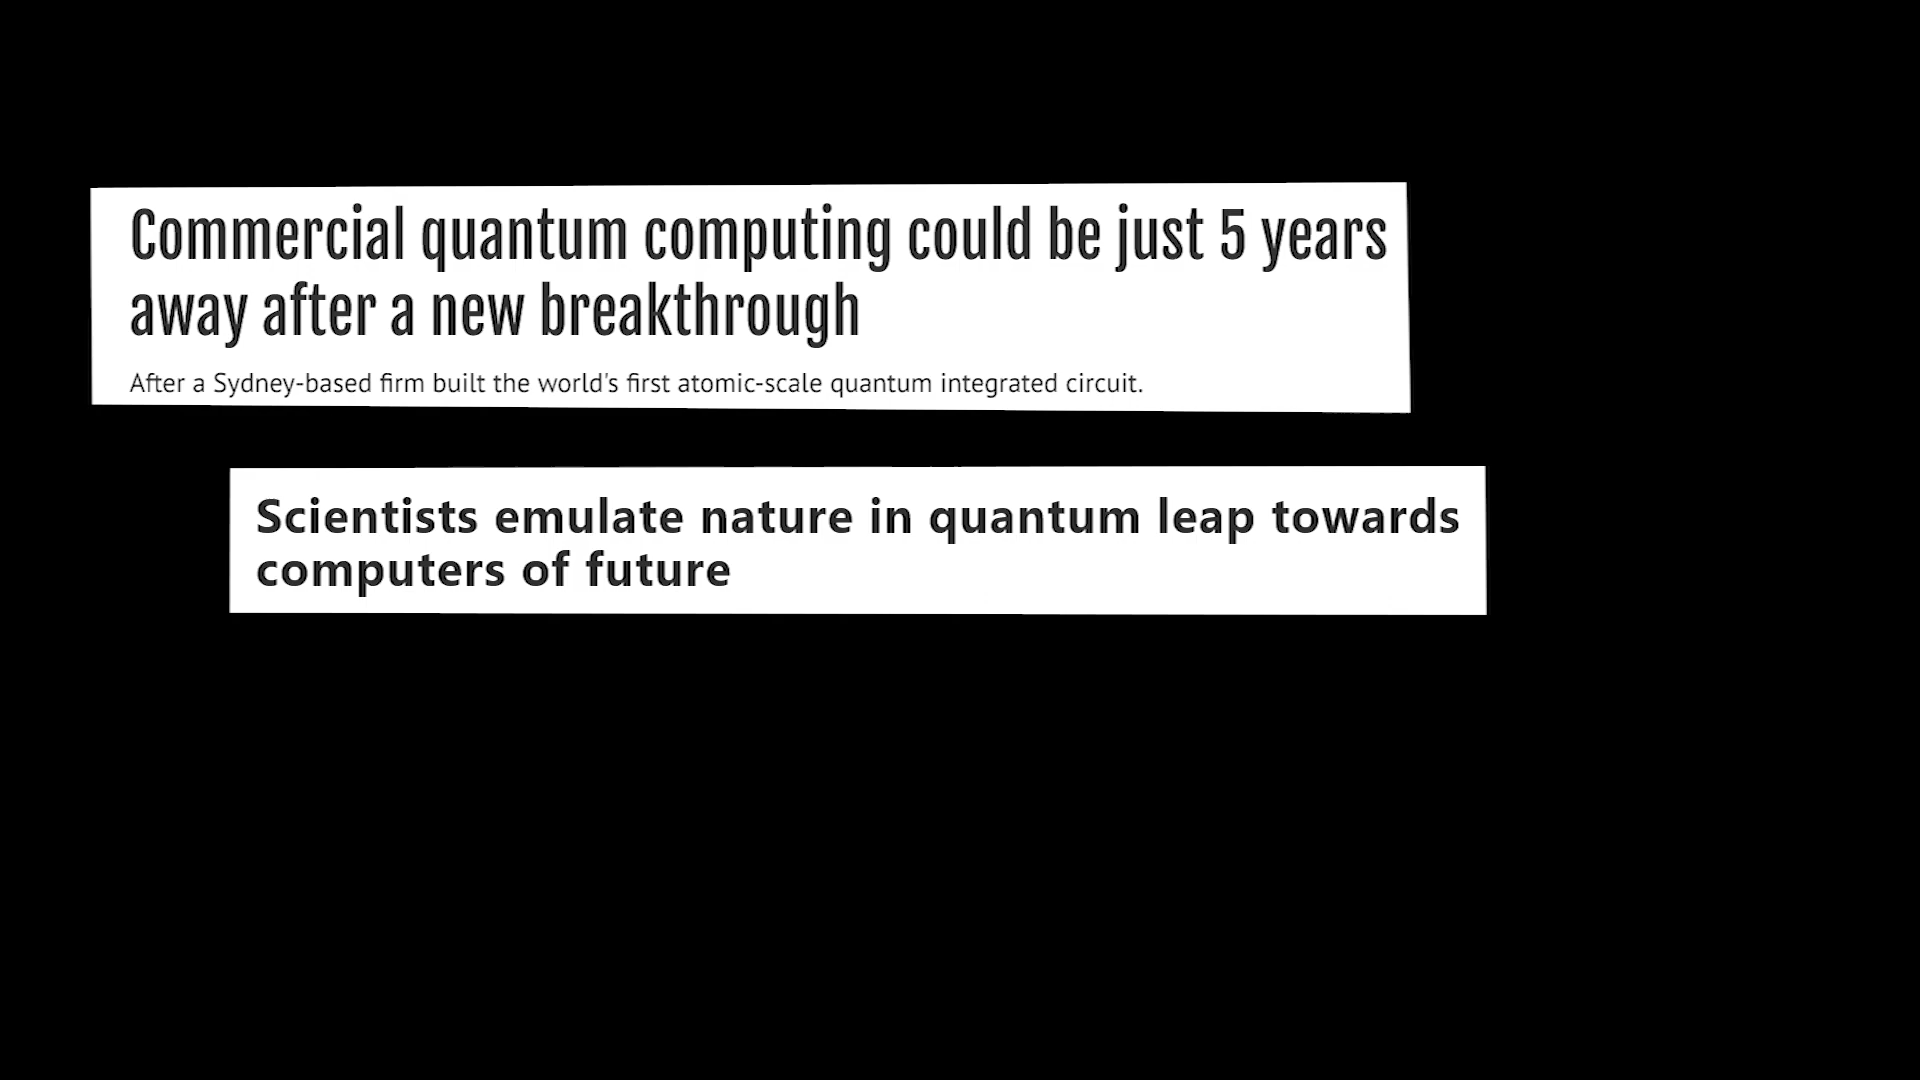 Commercial quantum computing could be just 5 years
away after a new breakthrough
After a Sydney-based firm built the world's first atomic-scale quantum integrated circuit.
Scientists emulate nature in quantum leap towards
computers of future